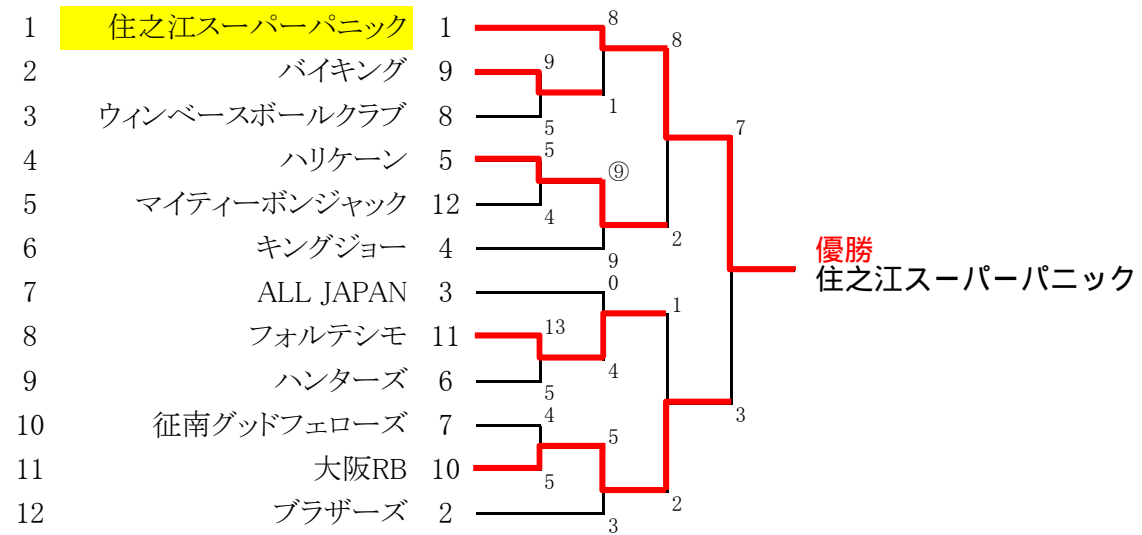 1 住之江スーパーパニック 1
8
8
2 バイキング 9
9
1
3 ウィンベースボールクラブ 8
5
7
4 ハリケーン 5
5
⑨
5 マイティーボンジャック 12
4
2
6 キングジョー 4
9
優勝
住之江スーパーパニック
7 ALL JAPAN 3
0
1
8 フォルテシモ 11
13
4
9 ハンターズ 6
5
3
10 征南グッドフェローズ 7
4
5
11 大阪RB 10
5
2
12 ブラザーズ 2
3